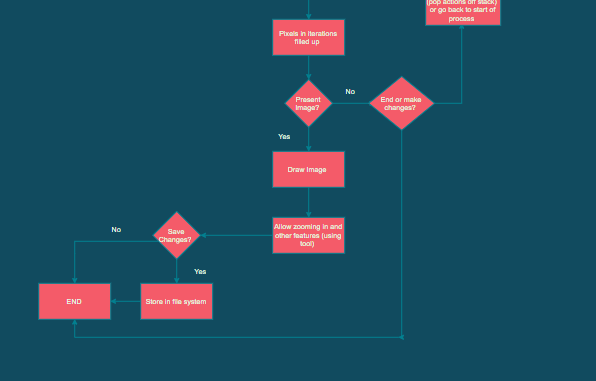 (pop actions off stack)
or go back to start of
process
Pixels in iterations
filled up
Present
Image?
No
End or make
changes?
Yes
Draw Image
Allow zooming in and
other features (using
tool)
Save
Changes?
No
Yes
END
Store in file system